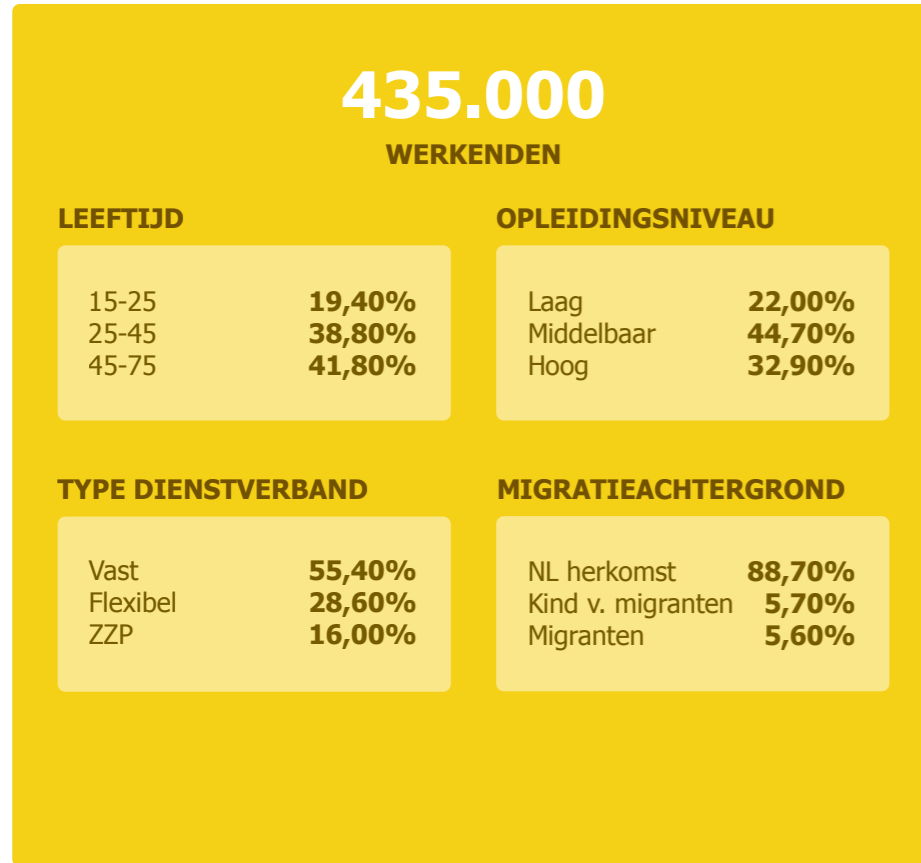 435.000
WERKENDEN
LEEFTIJD
15-25 19,40%
25-45 38,80%
45-75 41,80%
OPLEIDINGSNIVEAU
Laag 22,00%
Middelbaar 44,70%
Hoog 32,90%
TYPE DIENSTVERBAND
Vast 55,40%
Flexibel 28,60%
ZZP 16,00%
MIGRATIEACHTERGROND
NL herkomst 88,70%
Kind v. migranten 5,70%
Migranten 5,60%